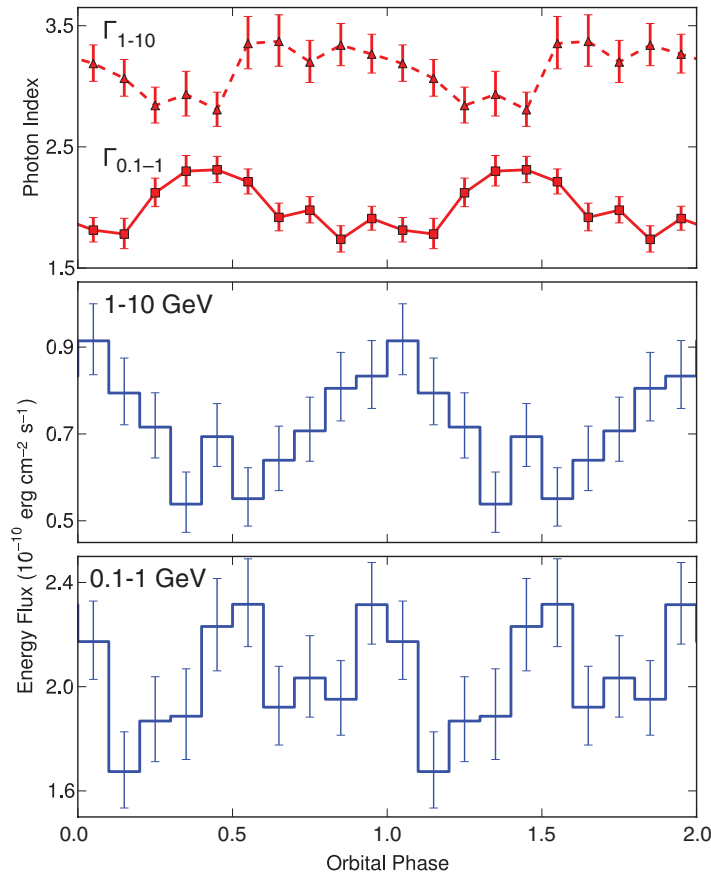 Γ1-10
3.5
2.5
1.5
Photon Index
Γ0.1–1
1-10 GeV
0.9
0.7
0.5
Energy Flux (10⁻¹⁰ erg cm⁻² s⁻¹)
0.1-1 GeV
2.4
2.0
1.6
0.0 0.5 1.0 1.5 2.0
Orbital Phase